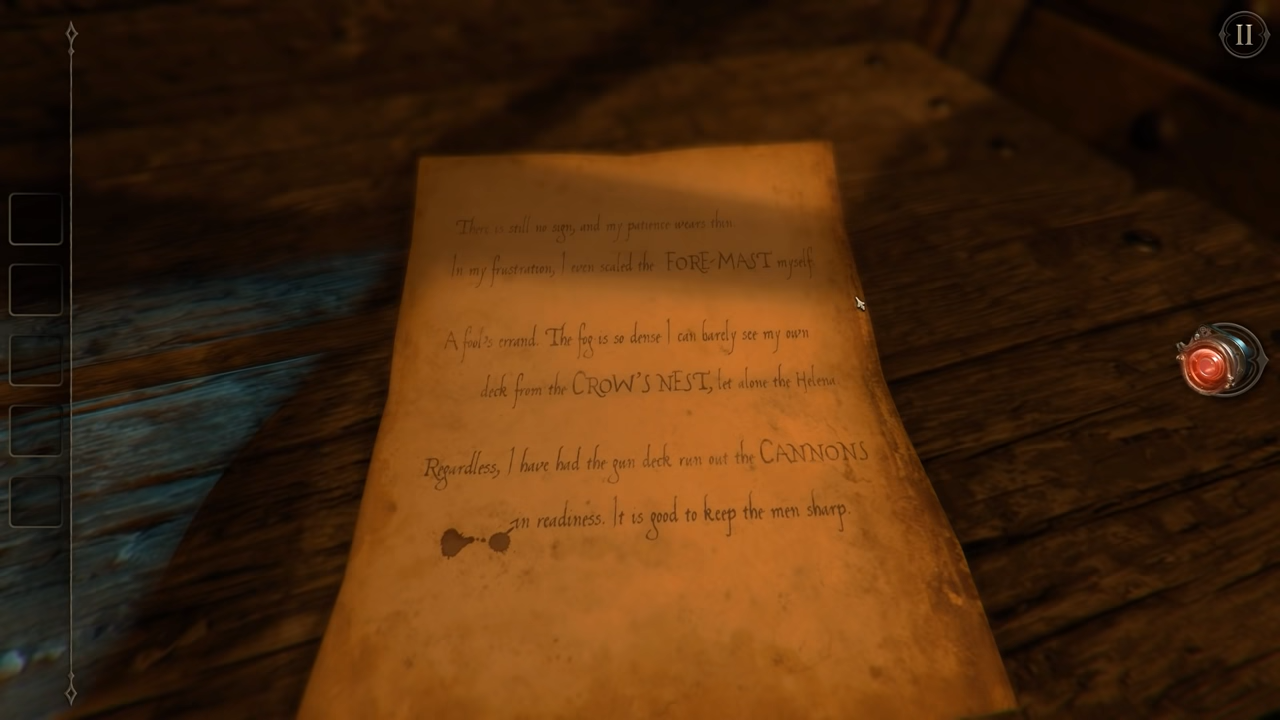 II
There is still no sign, and my patience wears thin.
In my frustration, I even scaled the FORE-MAST myself.
A fool's errand. The fog is so dense I can barely see my own
deck from the CROW'S NEST, let alone the Helena.
Regardless, I have had the gun deck run out the CANNONS
in readiness. It is good to keep the men sharp.